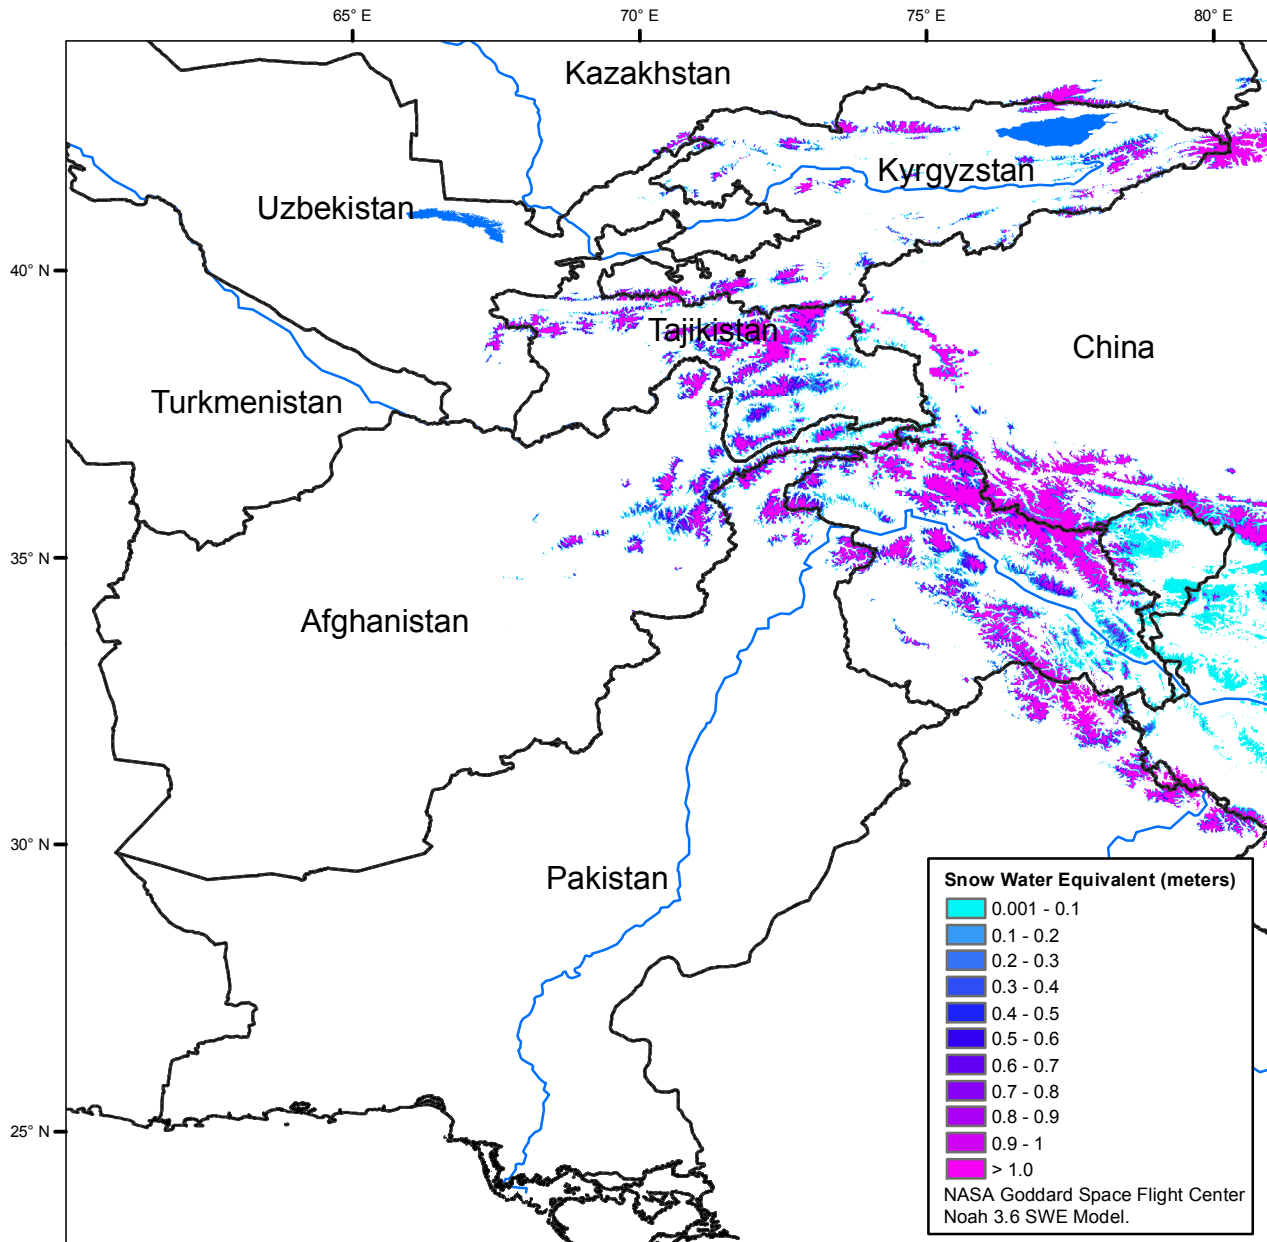 65° E
70° E
75° E
80° E
Kazakhstan
Kyrgyzstan
Uzbekistan
40° N
Tajikistan
China
Turkmenistan
35° N
Afghanistan
30° N
Pakistan
25° N
Snow Water Equivalent (meters)
0.001 - 0.1
0.1 - 0.2
0.2 - 0.3
0.3 - 0.4
0.4 - 0.5
0.5 - 0.6
0.6 - 0.7
0.7 - 0.8
0.8 - 0.9
0.9 - 1
> 1.0
NASA Goddard Space Flight Center
Noah 3.6 SWE Model.